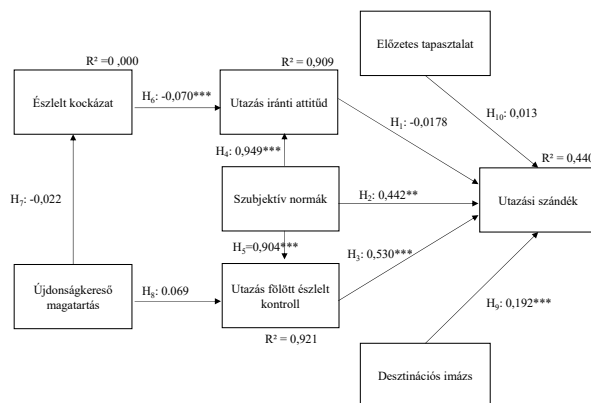 Előzetes tapasztalat
R² =0 ,000
R² = 0,909
Észlelt kockázat
H₆: -0,070***
Utazás iránti attitűd
H₁: -0,0178
H₁₀: 0,013
H₄: 0,949***
R² = 0,440
H₇: -0,022
Szubjektív normák
H₂: 0,442**
Utazási szándék
H₅=0,904***
H₃: 0,530***
Újdonságkereső
magatartás
H₈: 0.069
Utazás fölött észlelt
kontroll
H₉: 0,192***
R² = 0,921
Desztinációs imázs